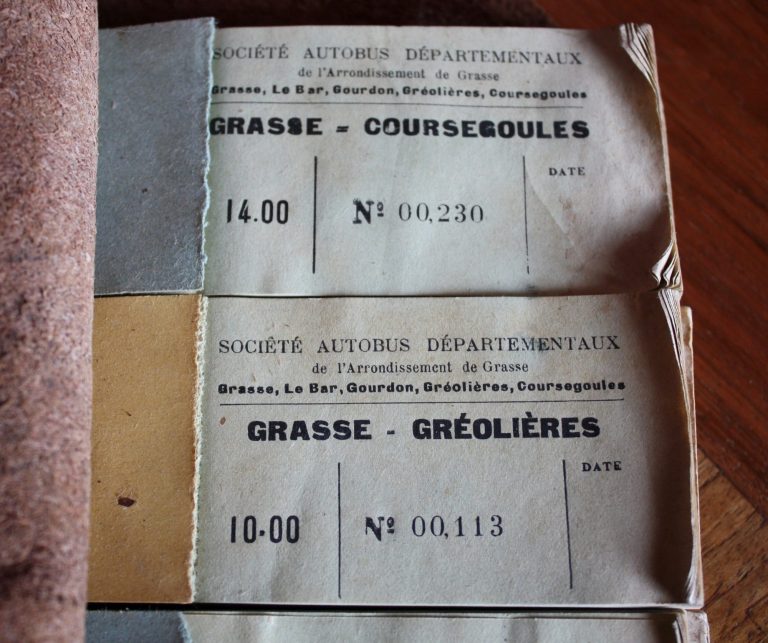 SOCIÉTÉ AUTOBUS DÉPARTEMENTAUX
de l'Arrondissement de Grasse
Grasse, Le Bar, Gourdon, Gréolières, Coursegoules
GRASSE = COURSEGOULES
DATE
14.00
Nº 00,230
SOCIÉTÉ AUTOBUS DÉPARTEMENTAUX
de l'Arrondissement de Grasse
Grasse, Le Bar, Gourdon, Gréolières, Coursegoules
GRASSE - GRÉOLIÈRES
DATE
10.00
Nº 00,113